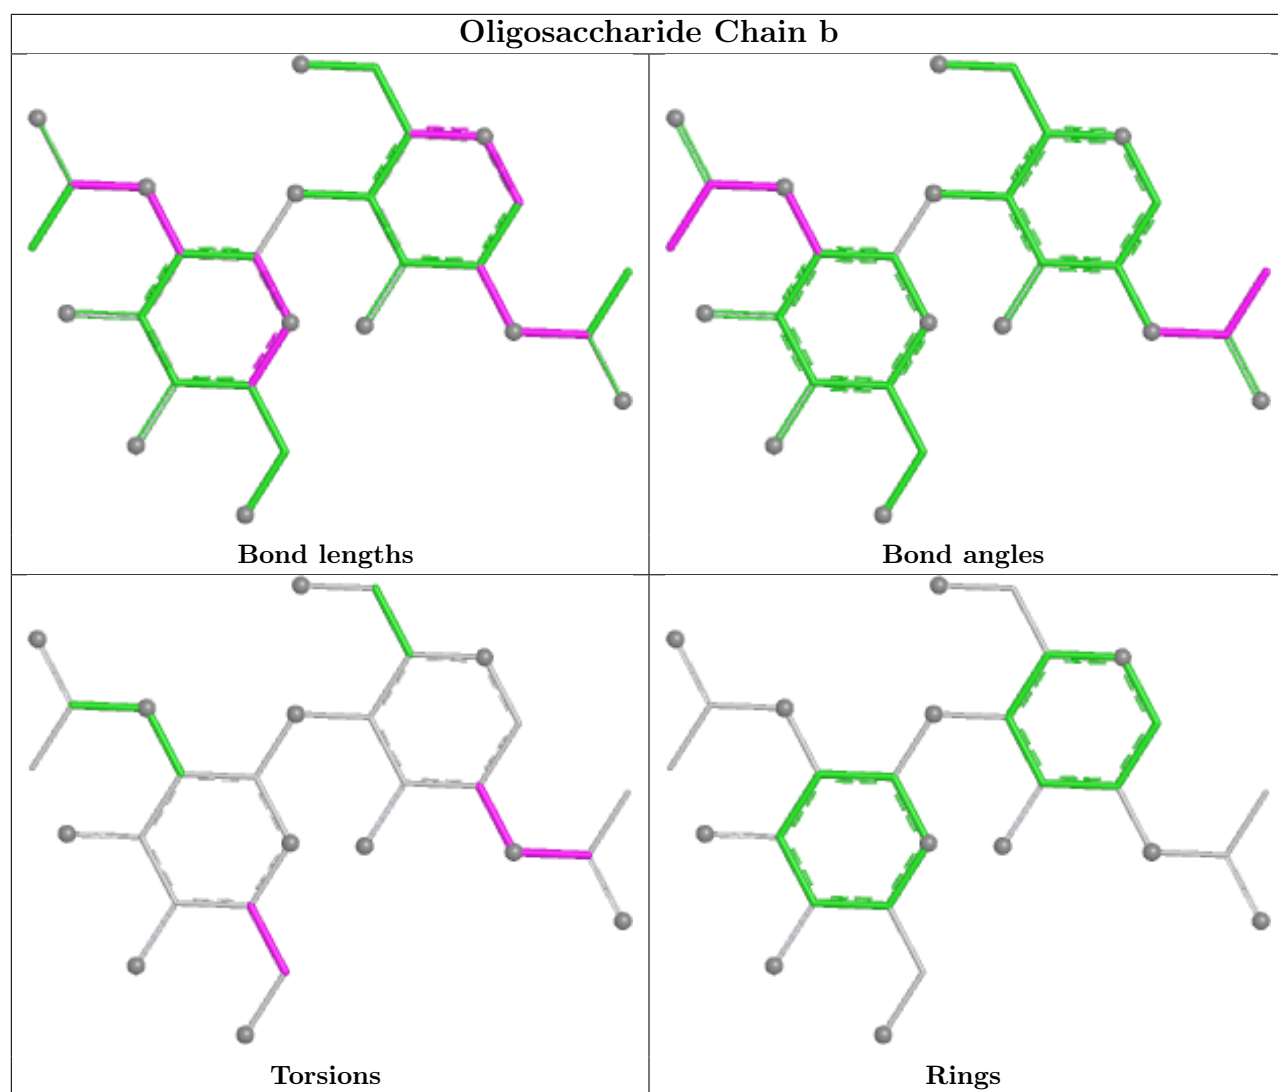 Oligosaccharide Chain b
Bond lengths
Bond angles
Torsions
Rings